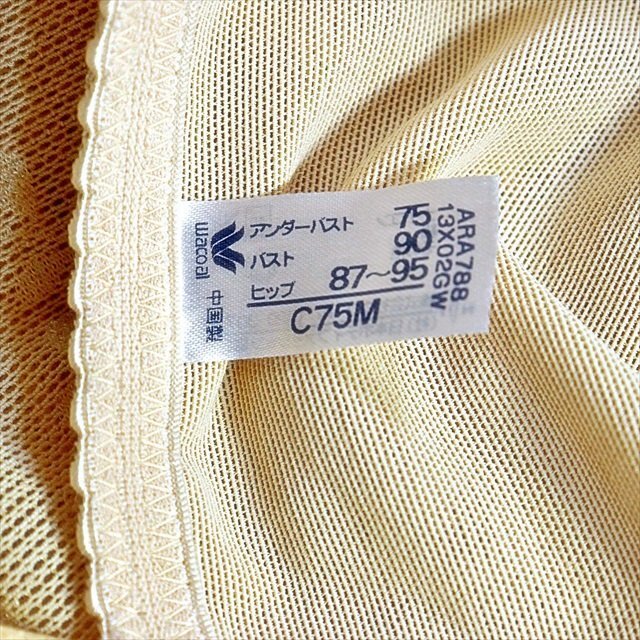 アンダーバスト 75
バスト 90
ヒップ 87～95
C75M
Wacoal
中国製
ARA788
13X02GW